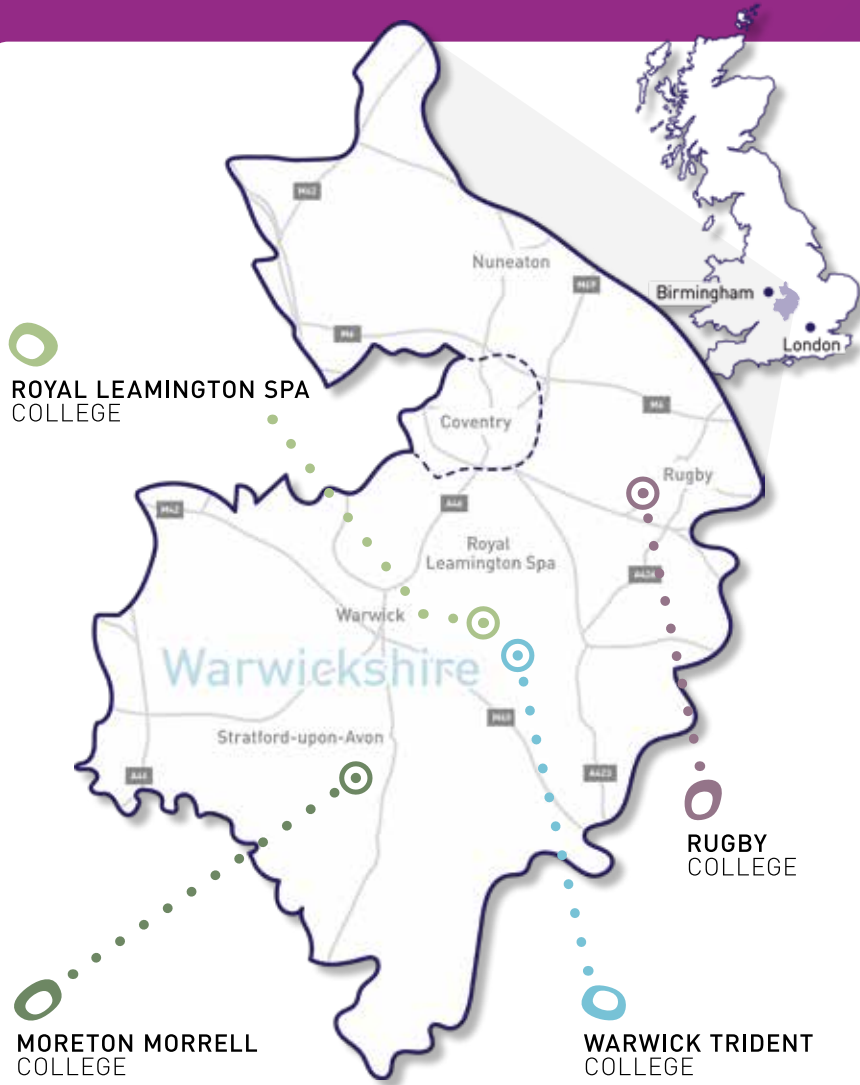 M42
Nuneaton
M69
Birmingham
London
M6
ROYAL LEAMINGTON SPA
COLLEGE
Coventry
M6
Rugby
M42
A46
Royal
Leamington Spa
Warwick
Warwickshire
M40
Stratford-upon-Avon
A46
A423
RUGBY
COLLEGE
MORETON MORRELL
COLLEGE
WARWICK TRIDENT
COLLEGE